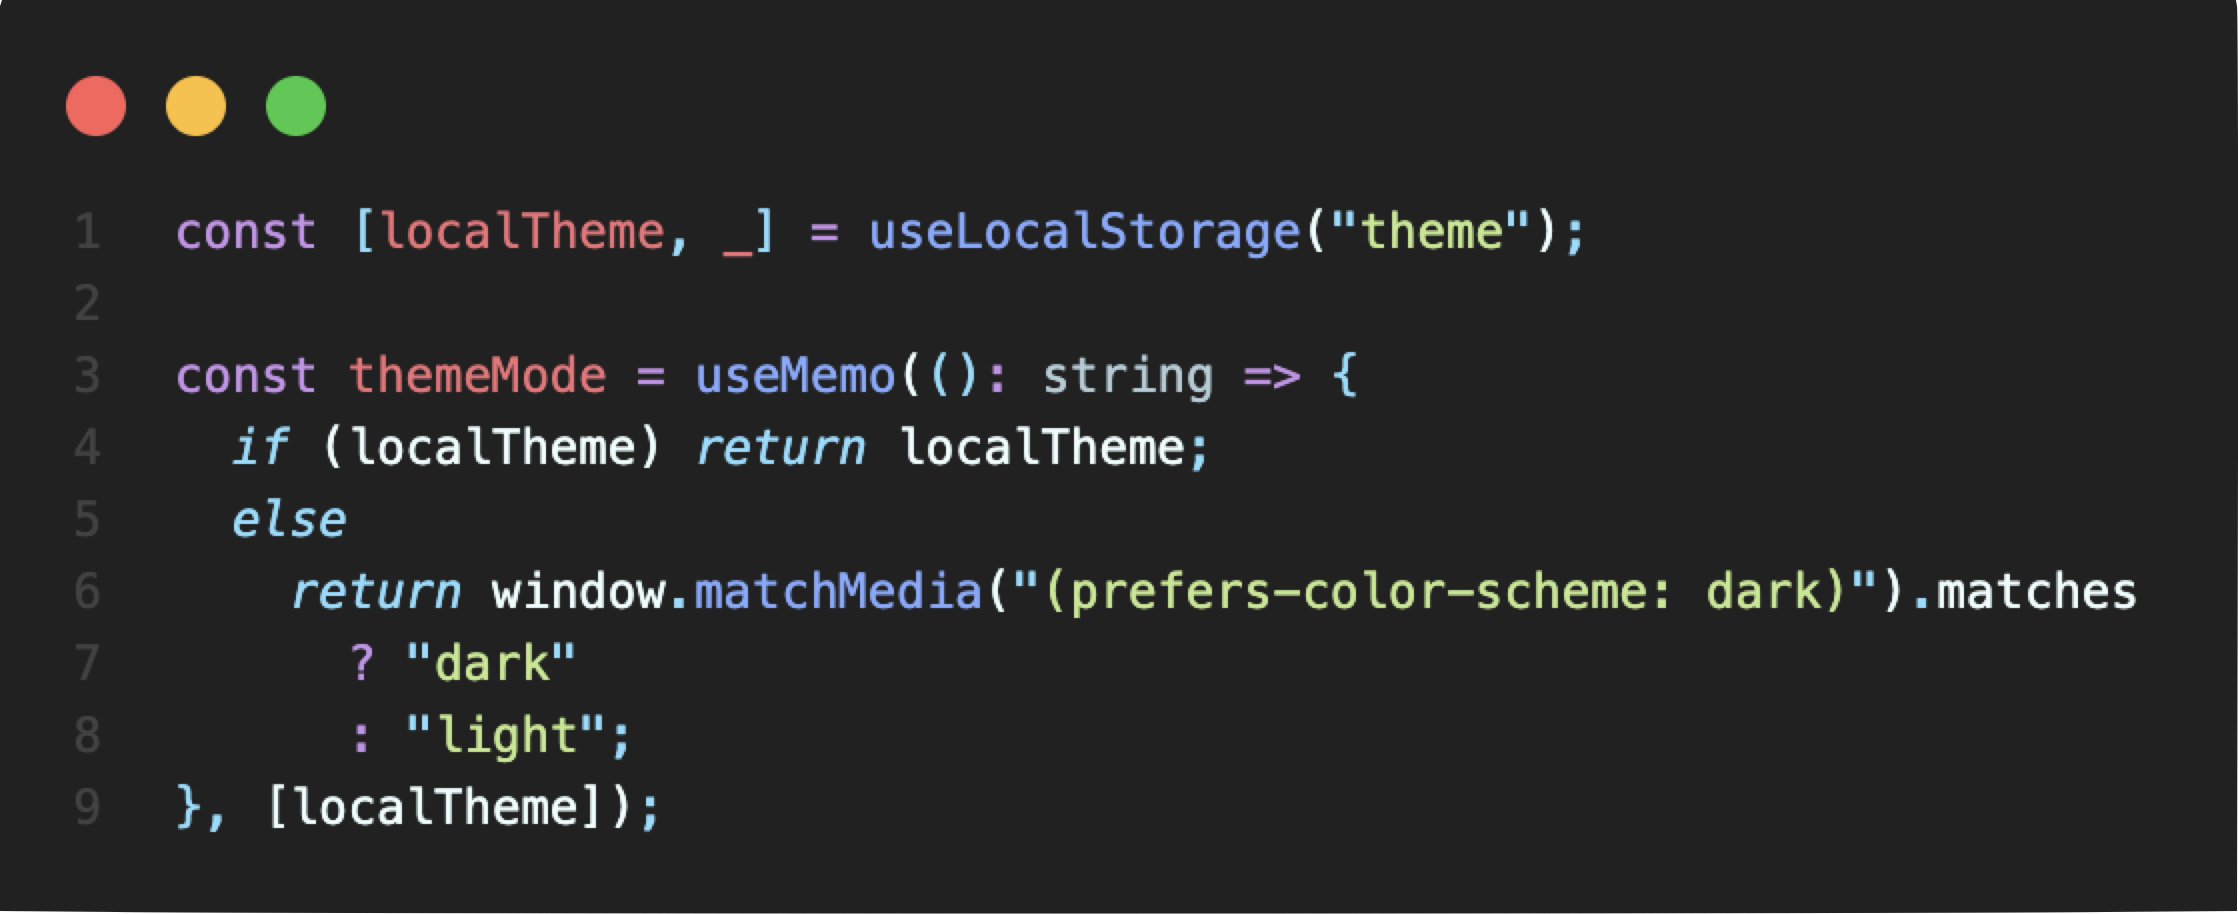 1 const [localTheme, _] = useLocalStorage("theme");
2
3 const themeMode = useMemo((): string => {
4   if (localTheme) return localTheme;
5   else
6     return window.matchMedia("(prefers-color-scheme: dark)").matches
7       ? "dark"
8       : "light";
9 }, [localTheme]);